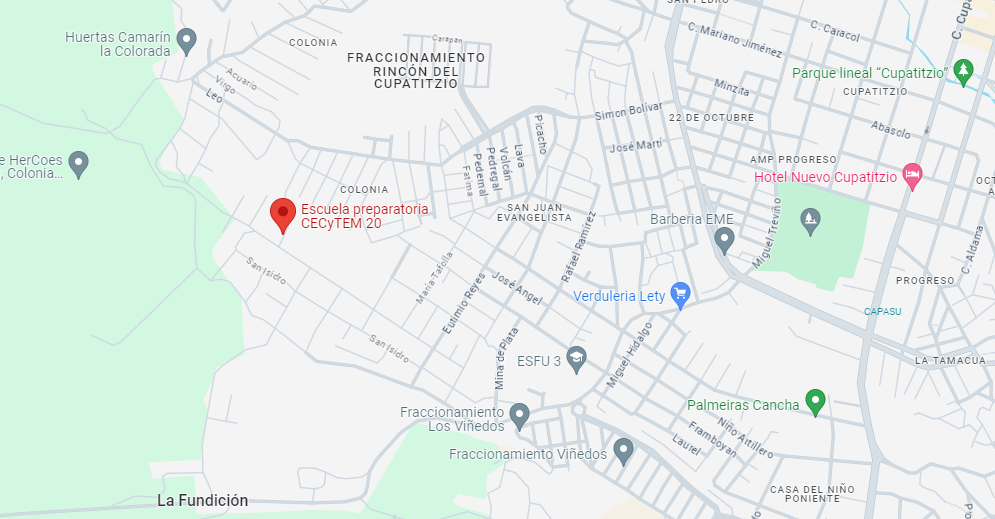 SAN PEDRO
C. Cupa
C. Caracol
C. Mariano Jiménez
Huertas Camarín
la Colorada
COLONIA
Carapan
FRACCIONAMIENTO
RINCÓN DEL
CUPATITZIO
Acuario
Virgo
Leo
Parque lineal “Cupatitzio”
CUPATITZIO
Minzita
Simon Bolívar
22 DE OCTUBRE
Abasolo
Picacho
Lava
Volcán
Pedregal
Pedernal
Fatima
José Martí
AMP PROGRESO
e HerCoes
, Colonia...
Hotel Nuevo Cupatitzio
OCT
A
COLONIA
Escuela preparatoria
CECyTEM 20
SAN JUAN
EVANGELISTA
Barberia EME
Miguel Treviño
Rafael Ramírez
C. Aldama
San Isidro
María Tafolla
Eutimio Reyes
José Angel
PROGRESO
Verduleria Lety
CAPASU
San Isidro
Mina de Plata
ESFU 3
Miguel Hidalgo
LA TAMACUA
Fraccionamiento
Los Viñedos
Palmeiras Cancha
Niño Artillero
Framboyan
Laurel
Fraccionamiento Viñedos
La Fundición
CASA DEL NIÑO
PONIENTE